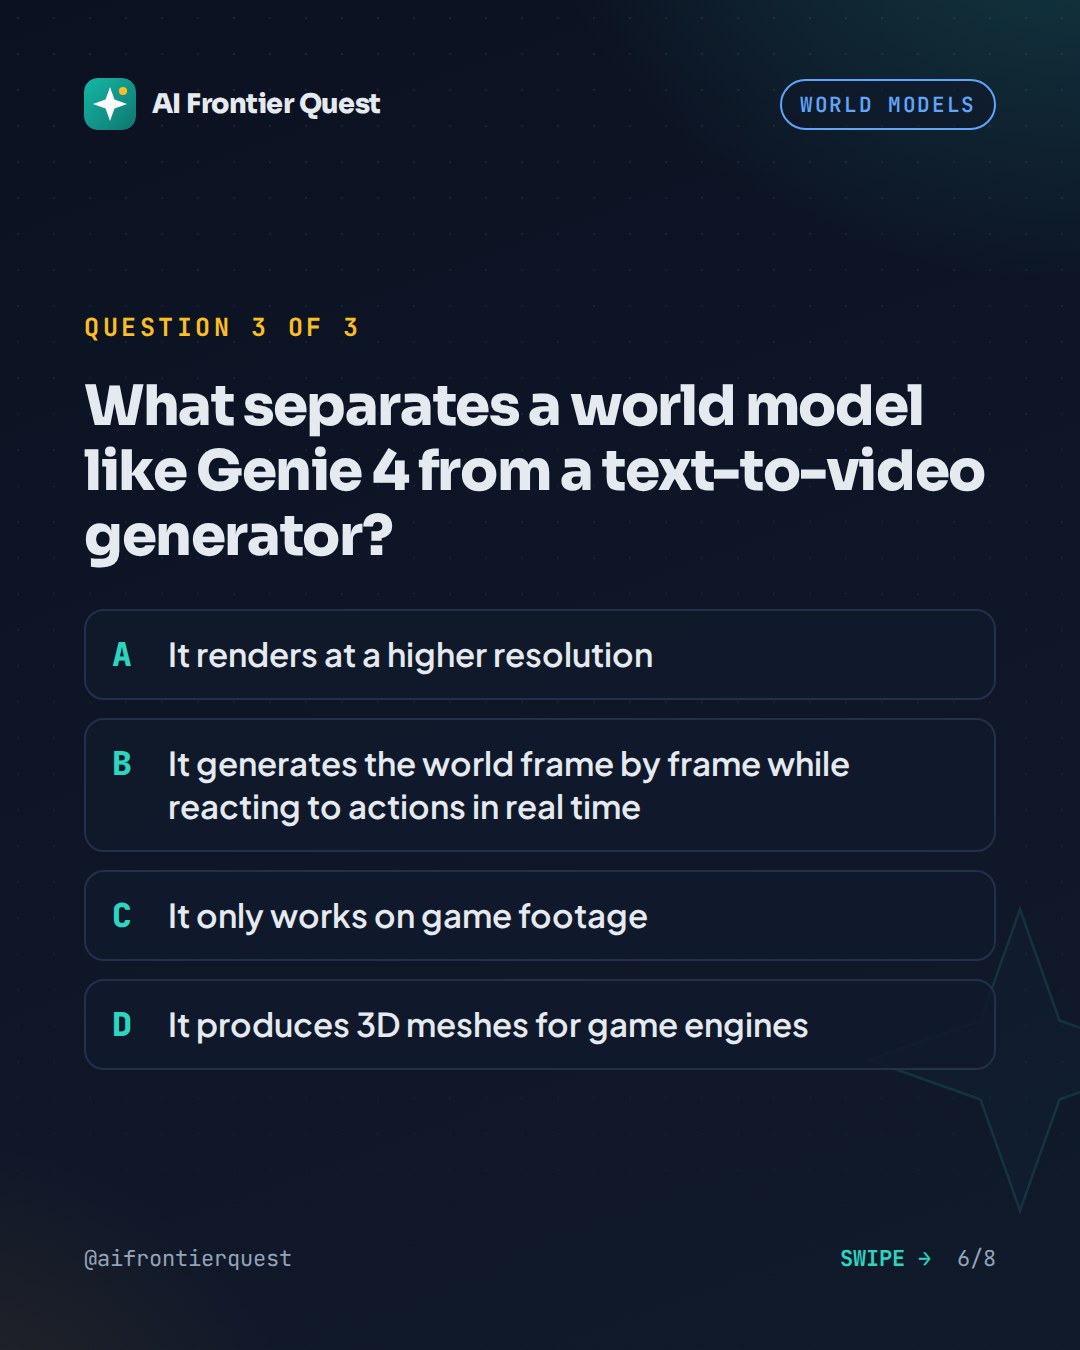 AI Frontier Quest
WORLD MODELS
QUESTION 3 OF 3
What separates a world model
like Genie 4 from a text-to-video
generator?
A It renders at a higher resolution
B It generates the world frame by frame while
reacting to actions in real time
C It only works on game footage
D It produces 3D meshes for game engines
@aifrontierquest
SWIPE → 6/8